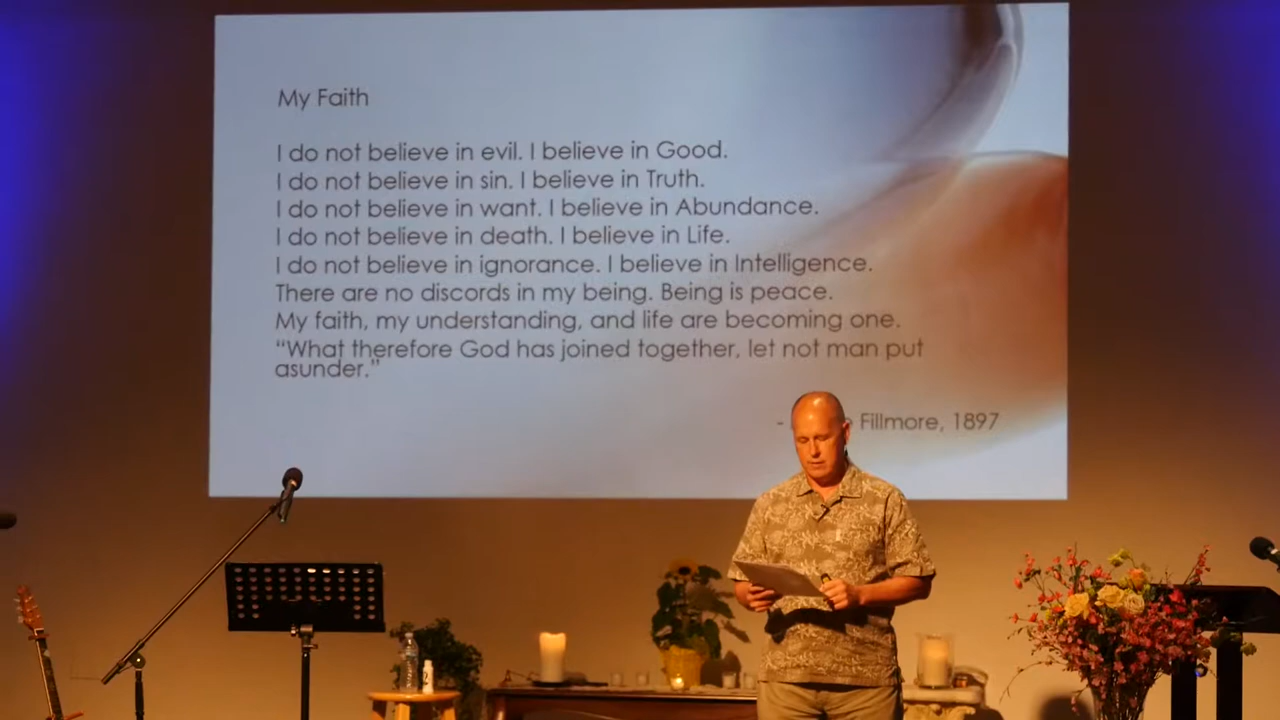 My Faith
I do not believe in evil. I believe in Good.
I do not believe in sin. I believe in Truth.
I do not believe in want. I believe in Abundance.
I do not believe in death. I believe in Life.
I do not believe in ignorance. I believe in Intelligence.
There are no discords in my being. Being is peace.
My faith, my understanding, and life are becoming one.
“What therefore God has joined together, let not man put
asunder.”
- Fillmore, 1897